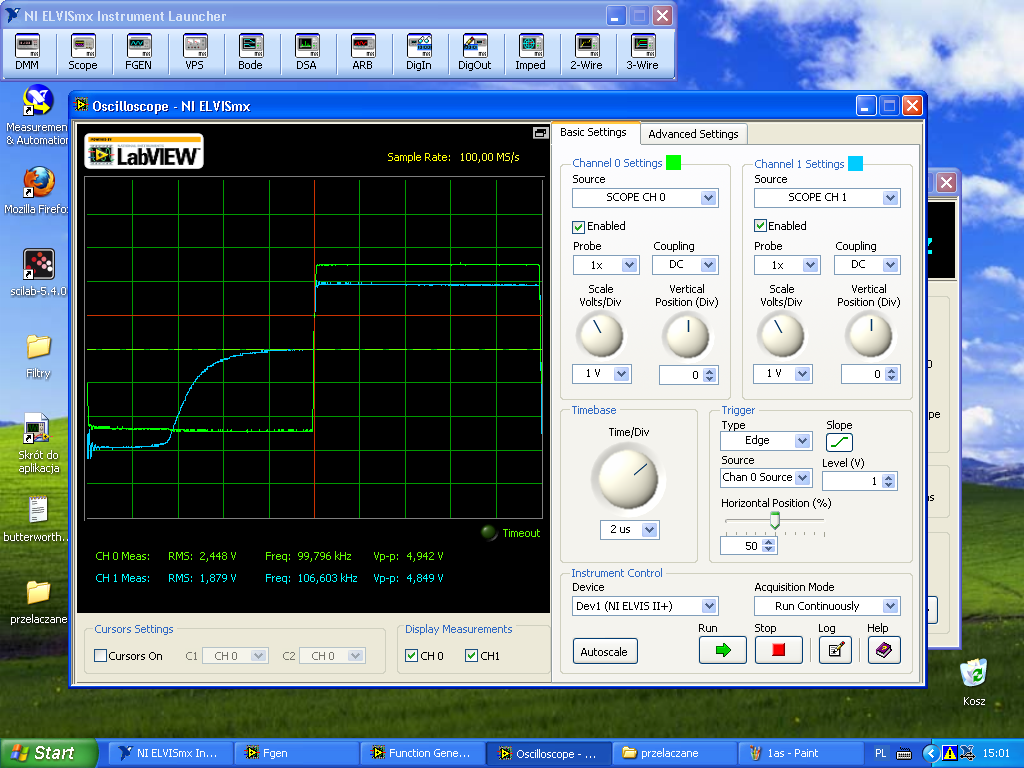 NI ELVISmx Instrument Launcher
DMM Scope FGEN VPS Bode DSA ARB DigIn DigOut Imped 2-Wire 3-Wire
Measuremen
& Automation
Mozilla Firefo
scilab-5.4.0
Filtry
Skrót do
aplikacja
butterworth..
przelaczane
Oscilloscope - NI ELVISmx
LabVIEW
Sample Rate: 100,00 MS/s
Timeout
CH 0 Meas: RMS: 2,448 V Freq: 99,796 kHz Vp-p: 4,942 V
CH 1 Meas: RMS: 1,879 V Freq: 106,603 kHz Vp-p: 4,849 V
Cursors Settings
Cursors On C1 CH 0 C2 CH 0
Display Measurements
CH 0 CH1
Basic Settings Advanced Settings
Channel 0 Settings
Source
SCOPE CH 0
Enabled
Probe Coupling
1x DC
Scale Vertical
Volts/Div Position (Div)
1 V 0
Channel 1 Settings
Source
SCOPE CH 1
Enabled
Probe Coupling
1x DC
Scale Vertical
Volts/Div Position (Div)
1 V 0
Timebase
Time/Div
2 us
Trigger
Type Slope
Edge
Source Level (V)
Chan 0 Source 1
Horizontal Position (%)
50
Instrument Control
Device Acquisition Mode
Dev1 (NI ELVIS II+) Run Continuously
Run Stop Log Help
Autoscale
Kosz
Start NI ELVISmx In... Fgen Function Gene... Oscilloscope - ... przelaczane 1as - Paint PL 15:01